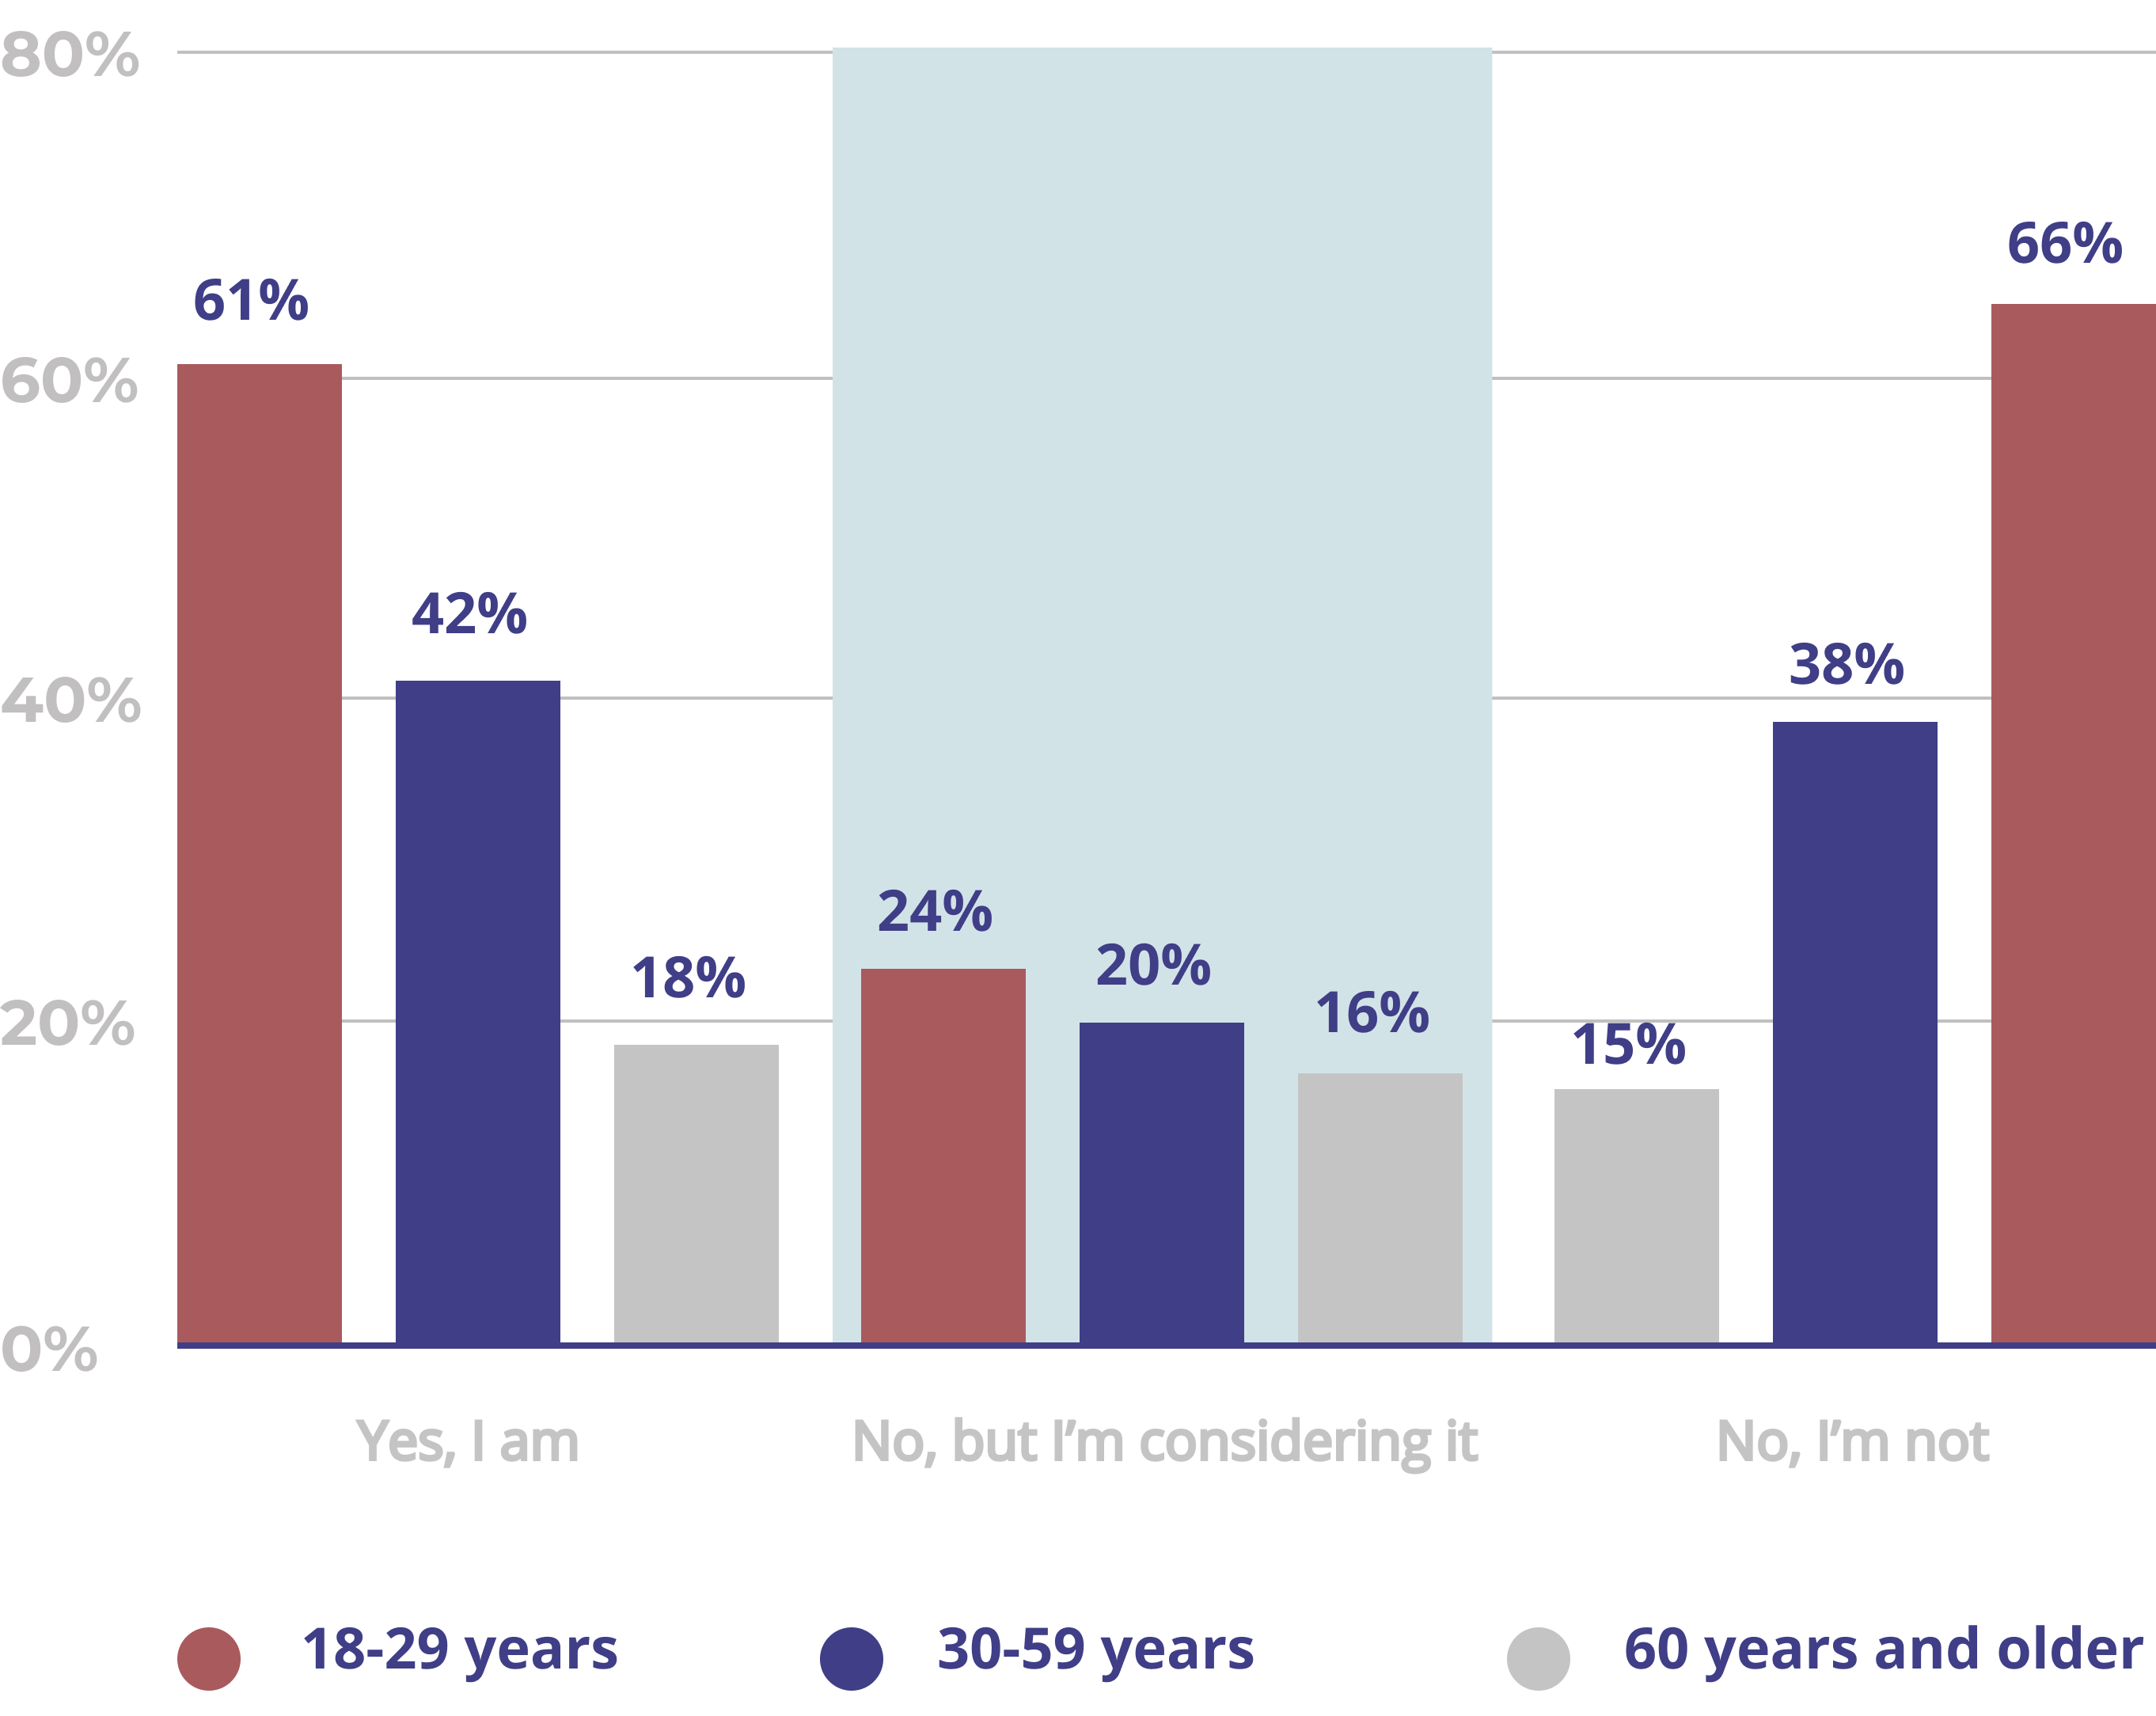 80%
60%
40%
20%
0%
61%
42%
18%
24%
20%
16%
15%
38%
66%
Yes, I am
No, but I’m considering it
No, I’m not
18-29 years
30-59 years
60 years and older